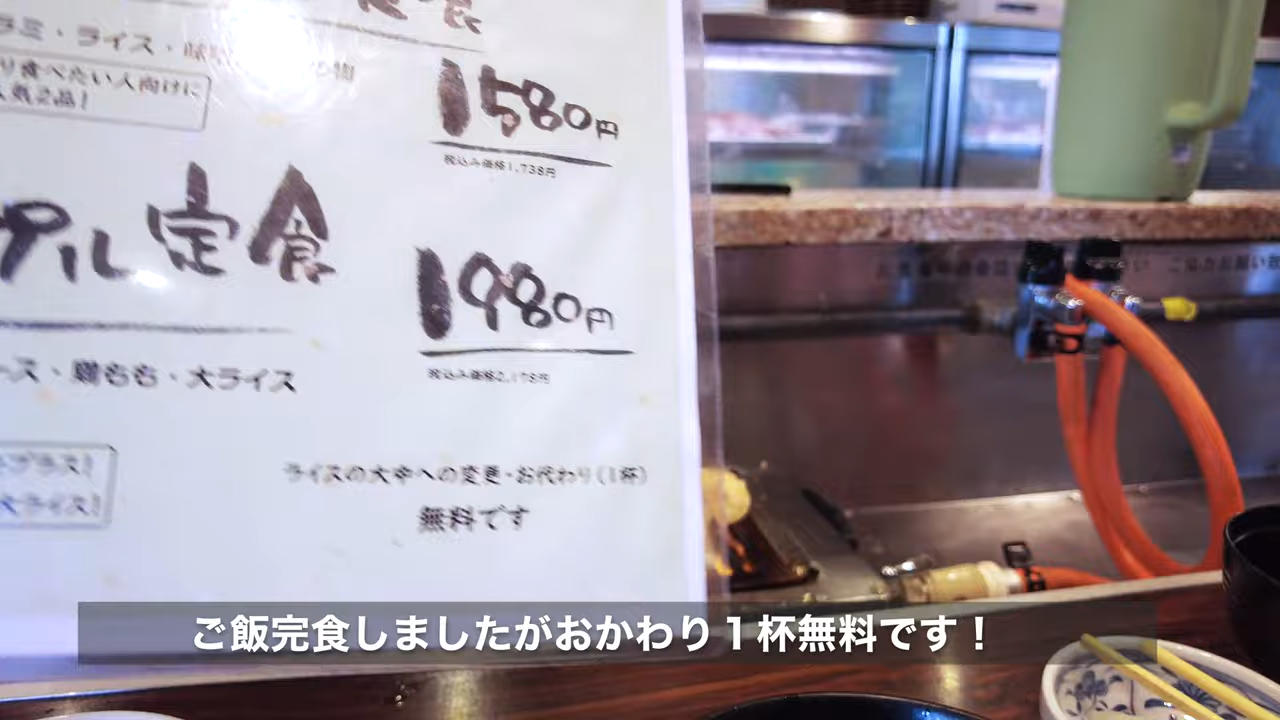 定食
ラミ・ライス・味噌
り食べたい人向けに
人気2品!
1580円
税込み価格1,738円
プル定食
1980円
税込み価格2,178円
ース・鶏もも・大ライス
プラス!
大ライス!
ライスの大中への変更・お代わり(1杯)
無料です
ご飯完食しましたがおかわり1杯無料です！